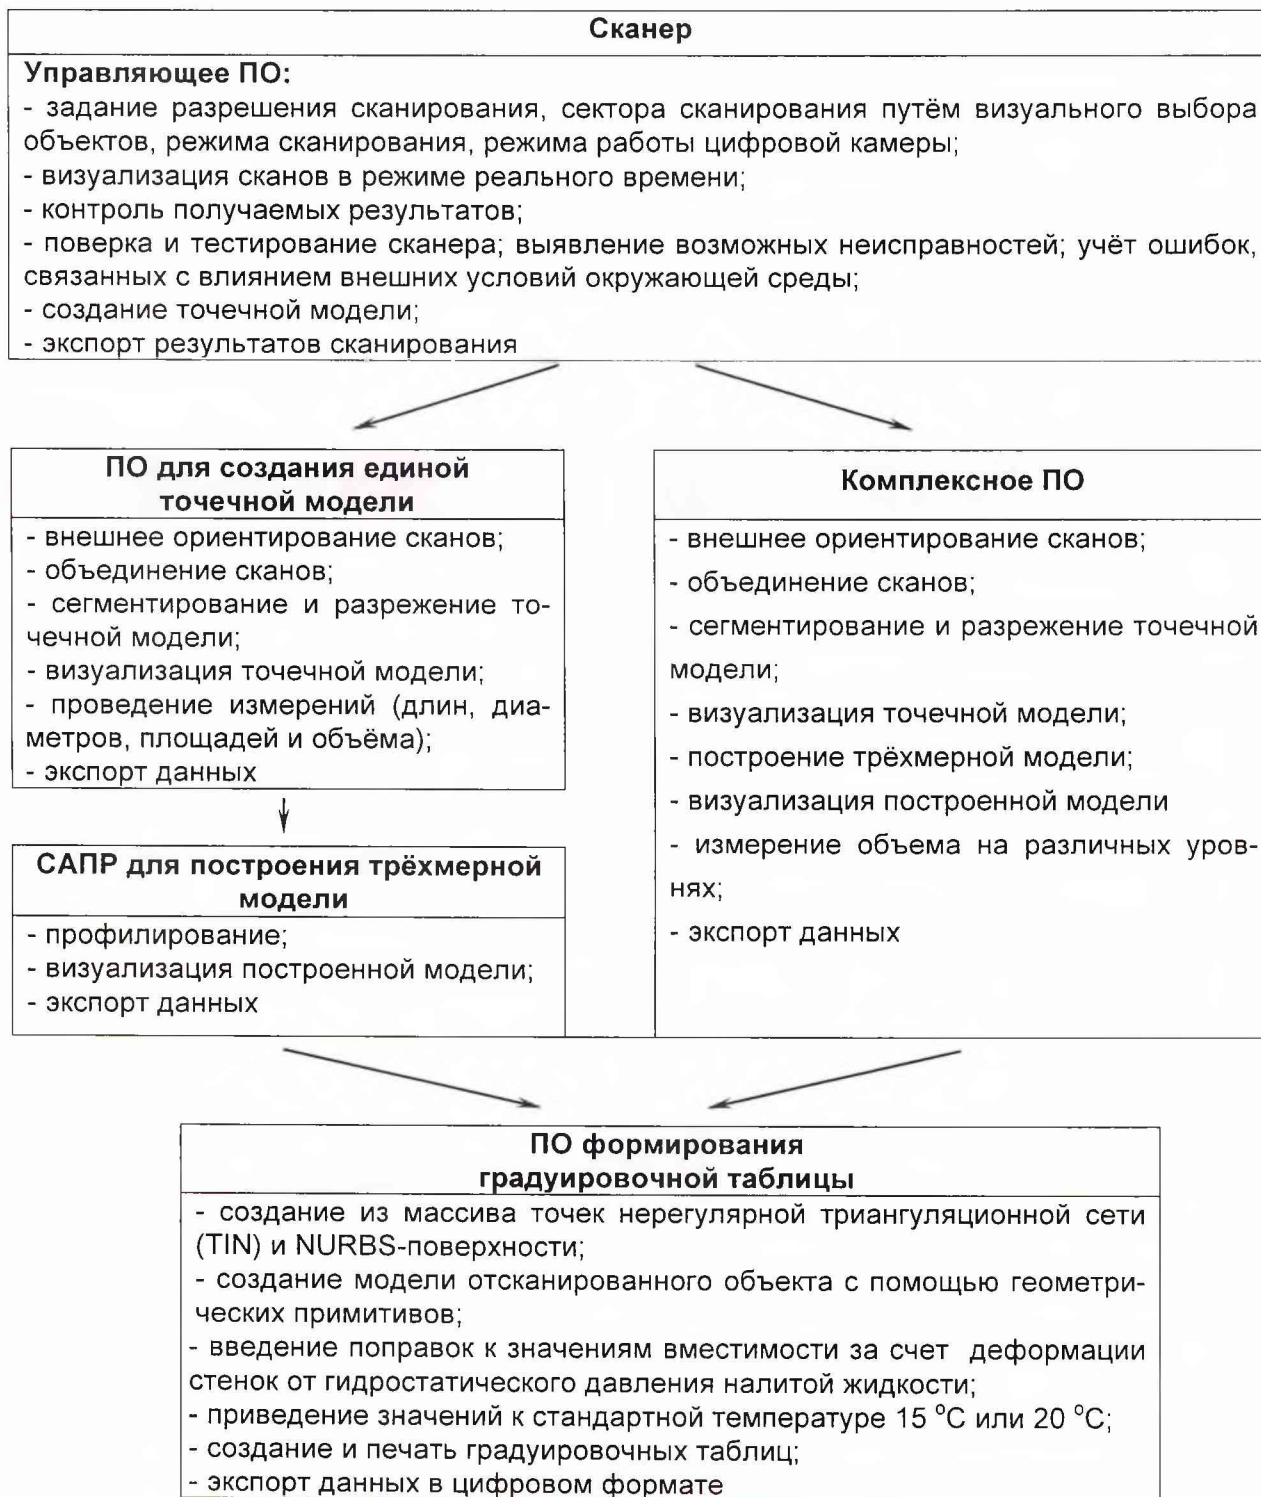 Сканер
Управляющее ПО:
- задание разрешения сканирования, сектора сканирования путём визуального выбора
объектов, режима сканирования, режима работы цифровой камеры;
- визуализация сканов в режиме реального времени;
- контроль получаемых результатов;
- поверка и тестирование сканера; выявление возможных неисправностей; учёт ошибок,
связанных с влиянием внешних условий окружающей среды;
- создание точечной модели;
- экспорт результатов сканирования
ПО для создания единой
точечной модели
- внешнее ориентирование сканов;
- объединение сканов;
- сегментирование и разрежение то-
чечной модели;
- визуализация точечной модели;
- проведение измерений (длин, диа-
метров, площадей и объёма);
- экспорт данных
САПР для построения трёхмерной
модели
- профилирование;
- визуализация построенной модели;
- экспорт данных
Комплексное ПО
- внешнее ориентирование сканов;
- объединение сканов;
- сегментирование и разрежение точечной
модели;
- визуализация точечной модели;
- построение трёхмерной модели;
- визуализация построенной модели
- измерение объема на различных уров-
нях;
- экспорт данных
ПО формирования
градуировочной таблицы
- создание из массива точек нерегулярной триангуляционной сети
(TIN) и NURBS-поверхности;
- создание модели отсканированного объекта с помощью геометри-
ческих примитивов;
- введение поправок к значениям вместимости за счет деформации
стенок от гидростатического давления налитой жидкости;
- приведение значений к стандартной температуре 15 °С или 20 °С;
- создание и печать градуировочных таблиц;
- экспорт данных в цифровом формате